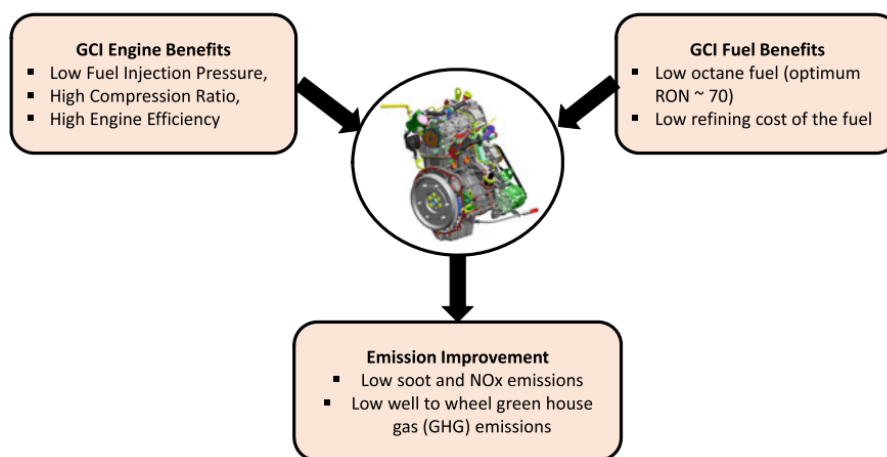 GCI Engine Benefits
▪ Low Fuel Injection Pressure,
▪ High Compression Ratio,
▪ High Engine Efficiency
GCI Fuel Benefits
▪ Low octane fuel (optimum
RON ~ 70)
▪ Low refining cost of the fuel
Emission Improvement
▪ Low soot and NOx emissions
▪ Low well to wheel green house
gas (GHG) emissions